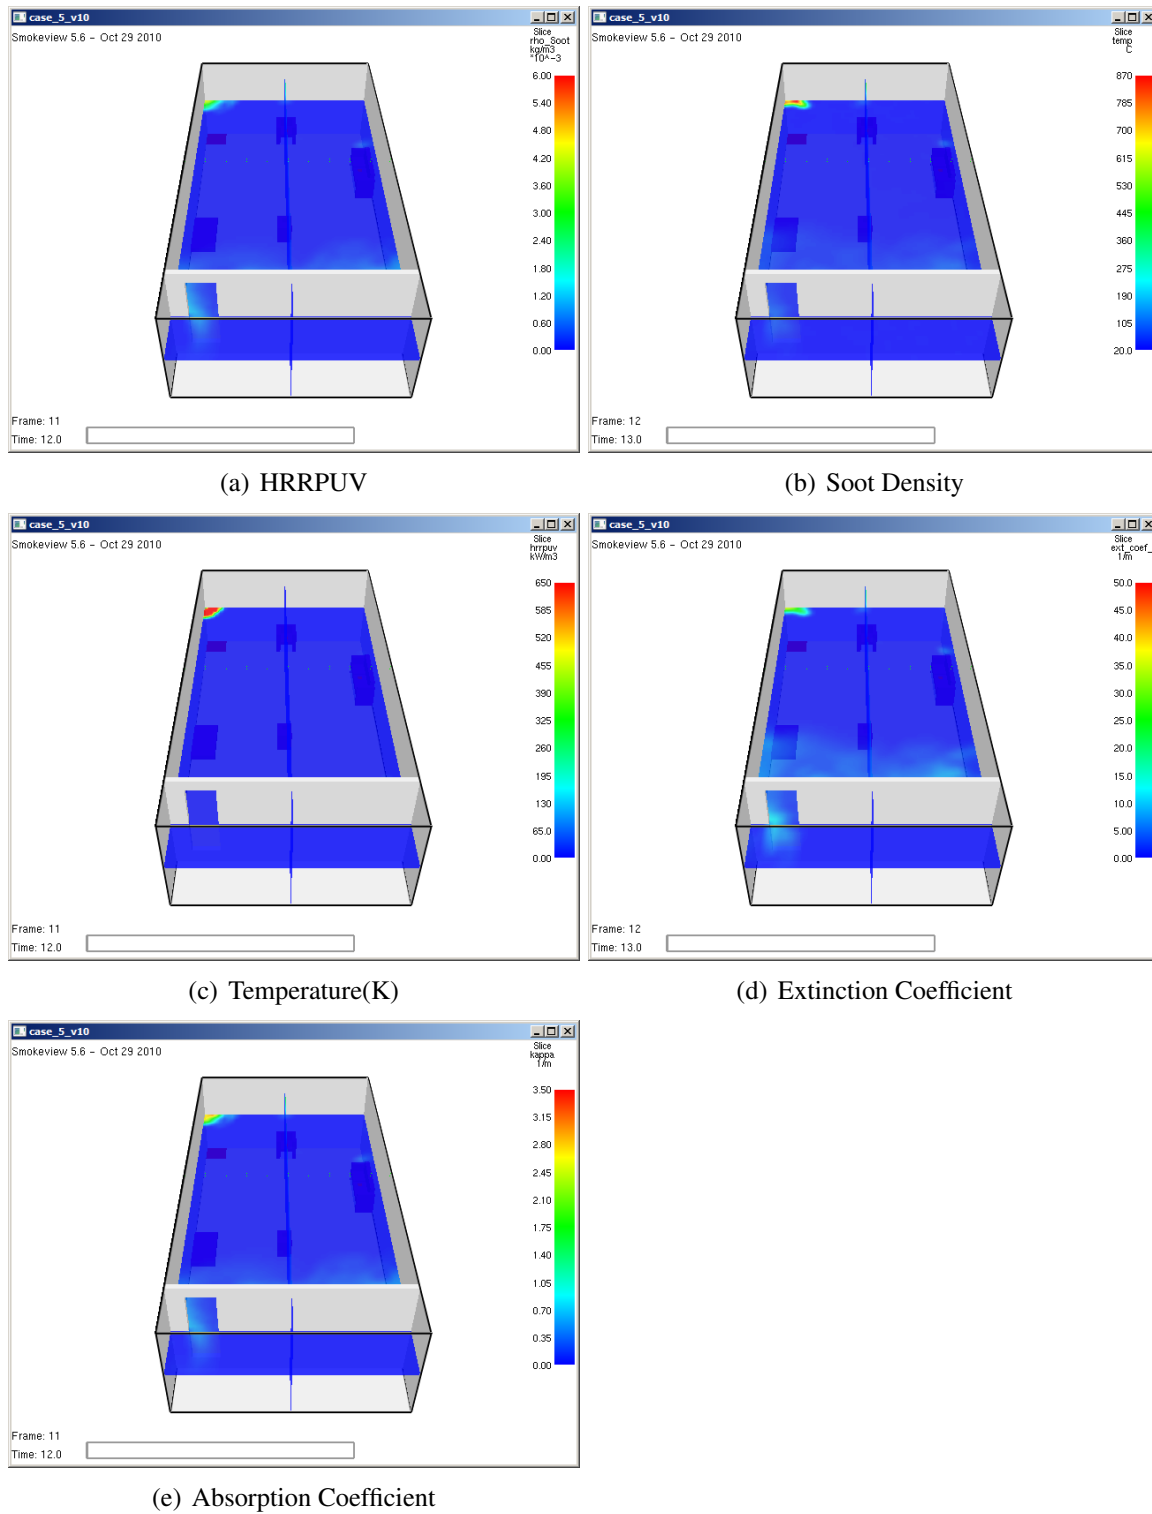 case_5_v10
Smokeview 5.6 - Oct 29 2010
Slice
rho_Soot
kg/m3
*10^-3
6.00
5.40
4.80
4.20
3.60
3.00
2.40
1.80
1.20
0.60
0.00
Frame: 11
Time: 12.0
(a) HRRPUV
case_5_v10
Smokeview 5.6 - Oct 29 2010
Slice
temp
C
870
785
700
615
530
445
360
275
190
105
20.0
Frame: 12
Time: 13.0
(b) Soot Density
case_5_v10
Smokeview 5.6 - Oct 29 2010
Slice
hrrpuv
kW/m3
650
585
520
455
390
325
260
195
130
65.0
0.00
Frame: 11
Time: 12.0
(c) Temperature(K)
case_5_v10
Smokeview 5.6 - Oct 29 2010
Slice
ext_coef_
1/m
50.0
45.0
40.0
35.0
30.0
25.0
20.0
15.0
10.0
5.00
0.00
Frame: 12
Time: 13.0
(d) Extinction Coefficient
case_5_v10
Smokeview 5.6 - Oct 29 2010
Slice
kappa
1/m
3.50
3.15
2.80
2.45
2.10
1.75
1.40
1.05
0.70
0.35
0.00
Frame: 11
Time: 12.0
(e) Absorption Coefficient